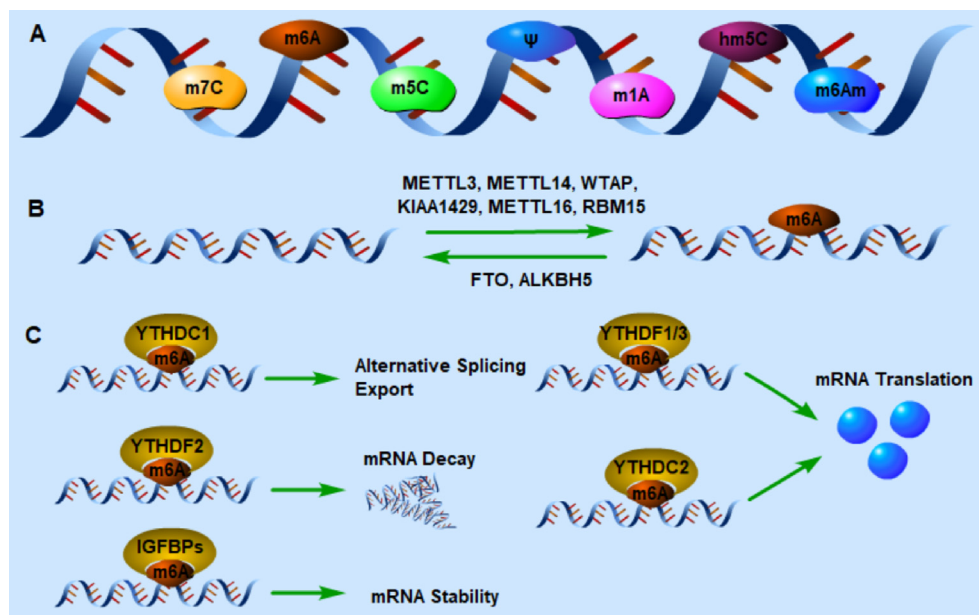 A
m6A
Ψ
hm5C
m7C
m5C
m1A
m6Am
B
METTL3, METTL14, WTAP,
KIAA1429, METTL16, RBM15
m6A
FTO, ALKBH5
C
YTHDC1
m6A
Alternative Splicing
Export
YTHDF1/3
m6A
mRNA Translation
YTHDF2
m6A
mRNA Decay
YTHDC2
m6A
IGFBPs
m6A
mRNA Stability